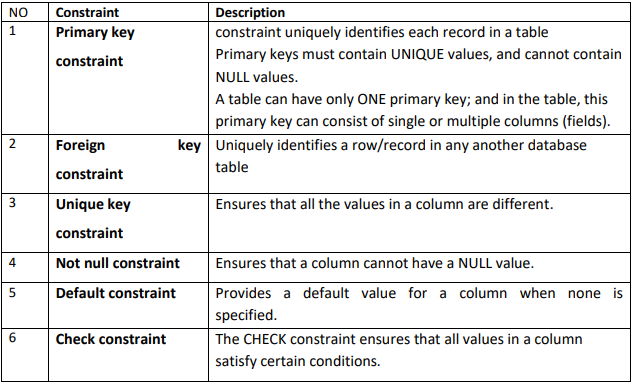 NO Constraint Description
1 Primary key constraint uniquely identifies each record in a table
constraint Primary keys must contain UNIQUE values, and cannot contain
NULL values.
A table can have only ONE primary key; and in the table, this
primary key can consist of single or multiple columns (fields).
2 Foreign key Uniquely identifies a row/record in any another database
constraint table
3 Unique key Ensures that all the values in a column are different.
constraint
4 Not null constraint Ensures that a column cannot have a NULL value.
5 Default constraint Provides a default value for a column when none is
specified.
6 Check constraint The CHECK constraint ensures that all values in a column
satisfy certain conditions.